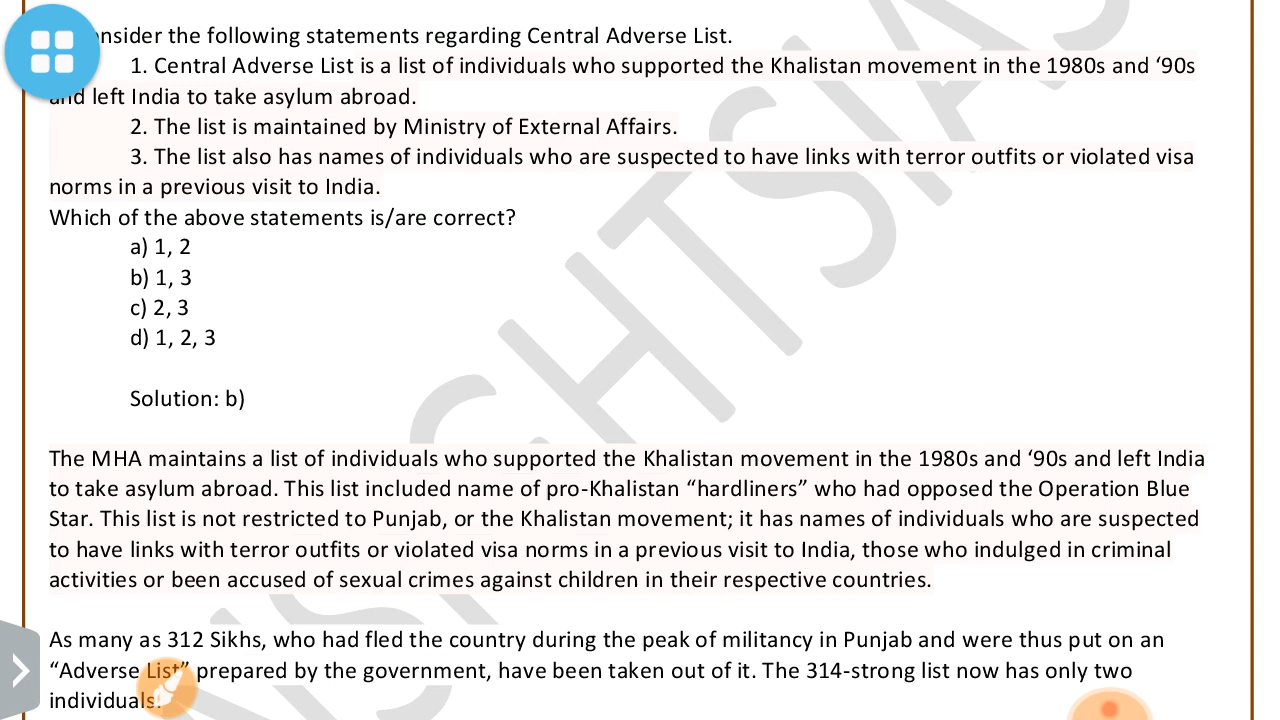 nsider the following statements regarding Central Adverse List.
1. Central Adverse List is a list of individuals who supported the Khalistan movement in the 1980s and ‘90s
and left India to take asylum abroad.
2. The list is maintained by Ministry of External Affairs.
3. The list also has names of individuals who are suspected to have links with terror outfits or violated visa
norms in a previous visit to India.
Which of the above statements is/are correct?
a) 1, 2
b) 1, 3
c) 2, 3
d) 1, 2, 3
Solution: b)
The MHA maintains a list of individuals who supported the Khalistan movement in the 1980s and ‘90s and left India
to take asylum abroad. This list included name of pro-Khalistan “hardliners” who had opposed the Operation Blue
Star. This list is not restricted to Punjab, or the Khalistan movement; it has names of individuals who are suspected
to have links with terror outfits or violated visa norms in a previous visit to India, those who indulged in criminal
activities or been accused of sexual crimes against children in their respective countries.
As many as 312 Sikhs, who had fled the country during the peak of militancy in Punjab and were thus put on an
“Adverse List” prepared by the government, have been taken out of it. The 314-strong list now has only two
individuals.